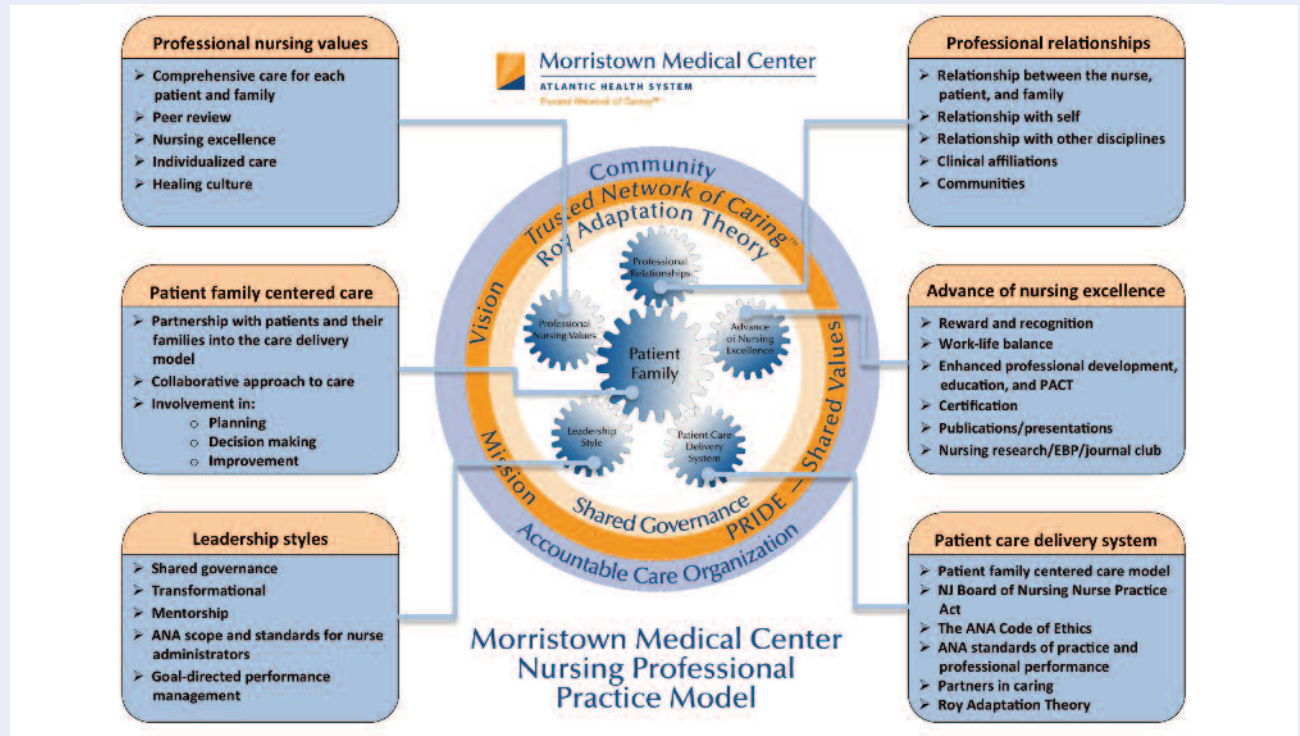 Professional nursing values
➢ Comprehensive care for each
patient and family
➢ Peer review
➢ Nursing excellence
➢ Individualized care
➢ Healing culture
Patient family centered care
➢ Partnership with patients and their
families into the care delivery
model
➢ Collaborative approach to care
➢ Involvement in:
o Planning
o Decision making
o Improvement
Leadership styles
➢ Shared governance
➢ Transformational
➢ Mentorship
➢ ANA scope and standards for nurse
administrators
➢ Goal-directed performance
management
Morristown Medical Center
ATLANTIC HEALTH SYSTEM
Trusted Network of Caring™
Community
Trusted Network of Caring™
Roy Adaptation Theory
Vision
Mission
PRIDE — Shared Values
Shared Governance
Accountable Care Organization
Professional
Relationships
Professional
Nursing Values
Advance
of Nursing
Excellence
Patient
Family
Leadership
Style
Patient Care
Delivery
System
Morristown Medical Center
Nursing Professional
Practice Model
Professional relationships
➢ Relationship between the nurse,
patient, and family
➢ Relationship with self
➢ Relationship with other disciplines
➢ Clinical affiliations
➢ Communities
Advance of nursing excellence
➢ Reward and recognition
➢ Work-life balance
➢ Enhanced professional development,
education, and PACT
➢ Certification
➢ Publications/presentations
➢ Nursing research/EBP/journal club
Patient care delivery system
➢ Patient family centered care model
➢ NJ Board of Nursing Nurse Practice
Act
➢ The ANA Code of Ethics
➢ ANA standards of practice and
professional performance
➢ Partners in caring
➢ Roy Adaptation Theory